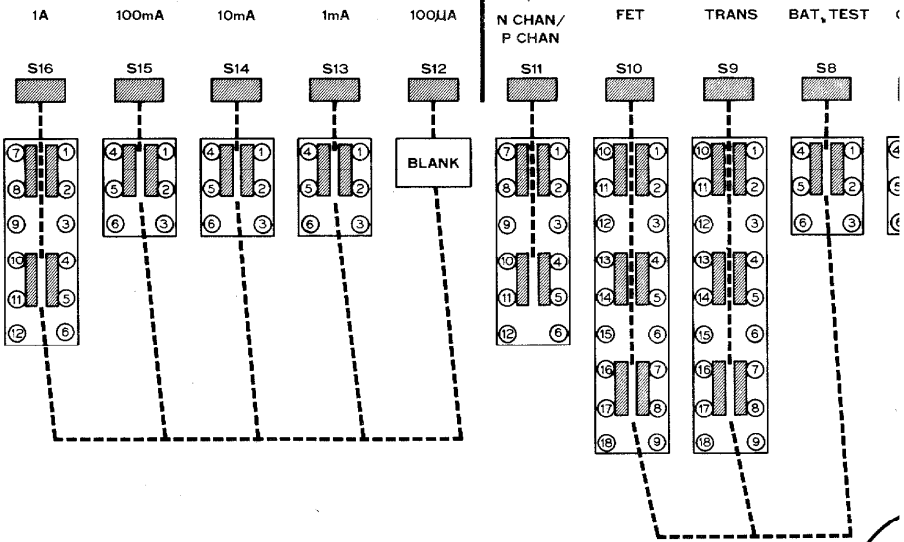 1A 100mA 10mA 1mA 100µA N CHAN/ FET TRANS BAT, TEST
P CHAN
S16 S15 S14 S13 S12 S11 S10 S9 S8
7 1 4 1 4 1 4 1 7 1 10 1 10 1 4 1 4
BLANK
8 2 5 2 5 2 5 2 8 2 11 2 11 2 5 2 5
9 3 6 3 6 3 6 3 9 3 12 3 12 3 6 3 6
10 4 10 4 13 4 13 4
11 5 11 5 14 5 14 5
12 6 12 6 15 6 15 6
16 7 16 7
17 8 17 8
18 9 18 9